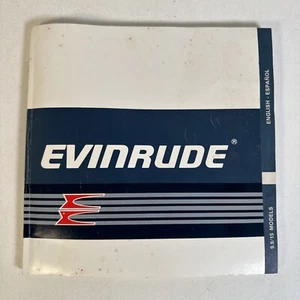 EVINRUDE®
ENGLISH - ESPAÑOL
9.9/15 MODELS